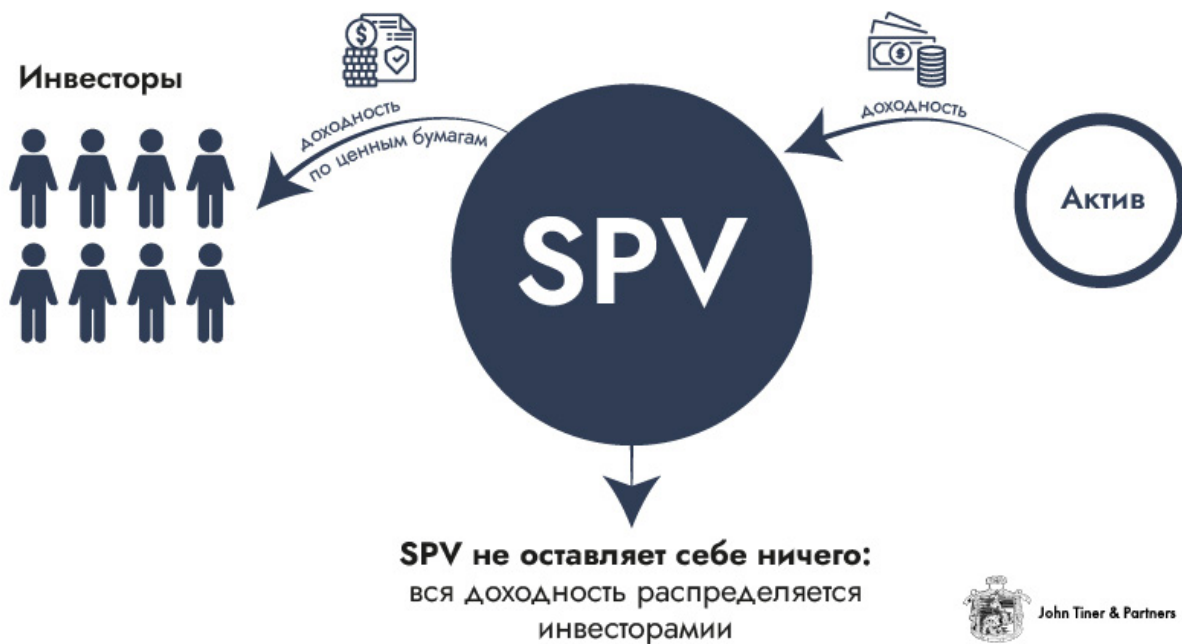 Инвесторы
доходность
по ценным бумагам
доходность
Актив
SPV
SPV не оставляет себе ничего:
вся доходность распределяется
инвесторамии
John Tiner & Partners